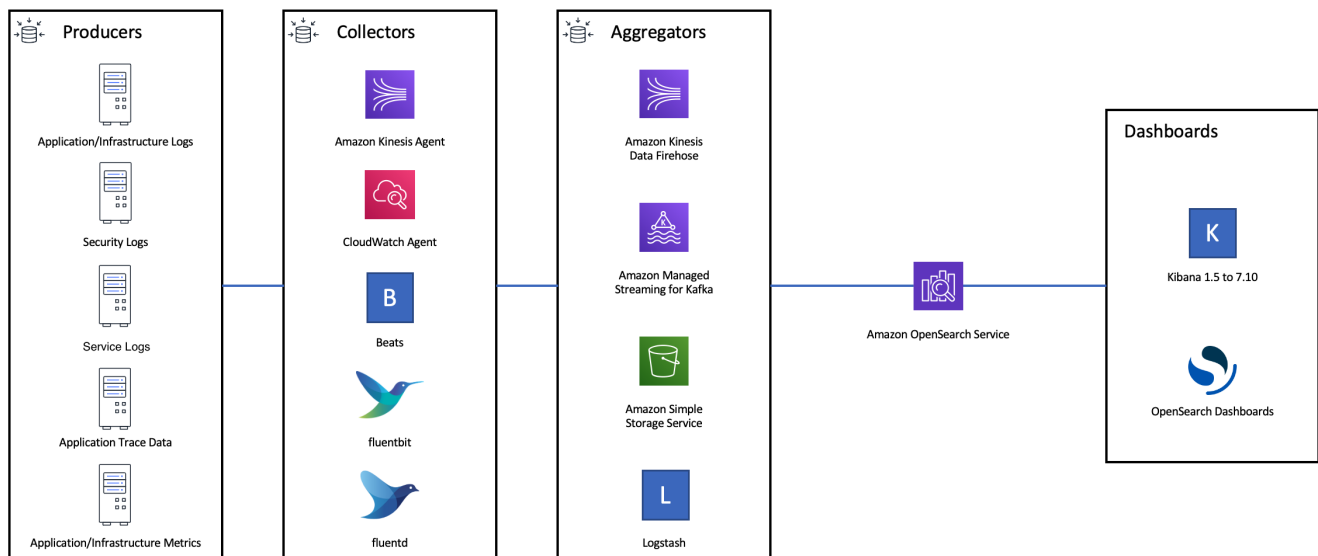 Producers
Application/Infrastructure Logs
Security Logs
Service Logs
Application Trace Data
Application/Infrastructure Metrics
Collectors
Amazon Kinesis Agent
CloudWatch Agent
B
Beats
fluentbit
fluentd
Aggregators
Amazon Kinesis
Data Firehose
K
Amazon Managed
Streaming for Kafka
Amazon Simple
Storage Service
L
Logstash
Amazon OpenSearch Service
Dashboards
K
Kibana 1.5 to 7.10
OpenSearch Dashboards